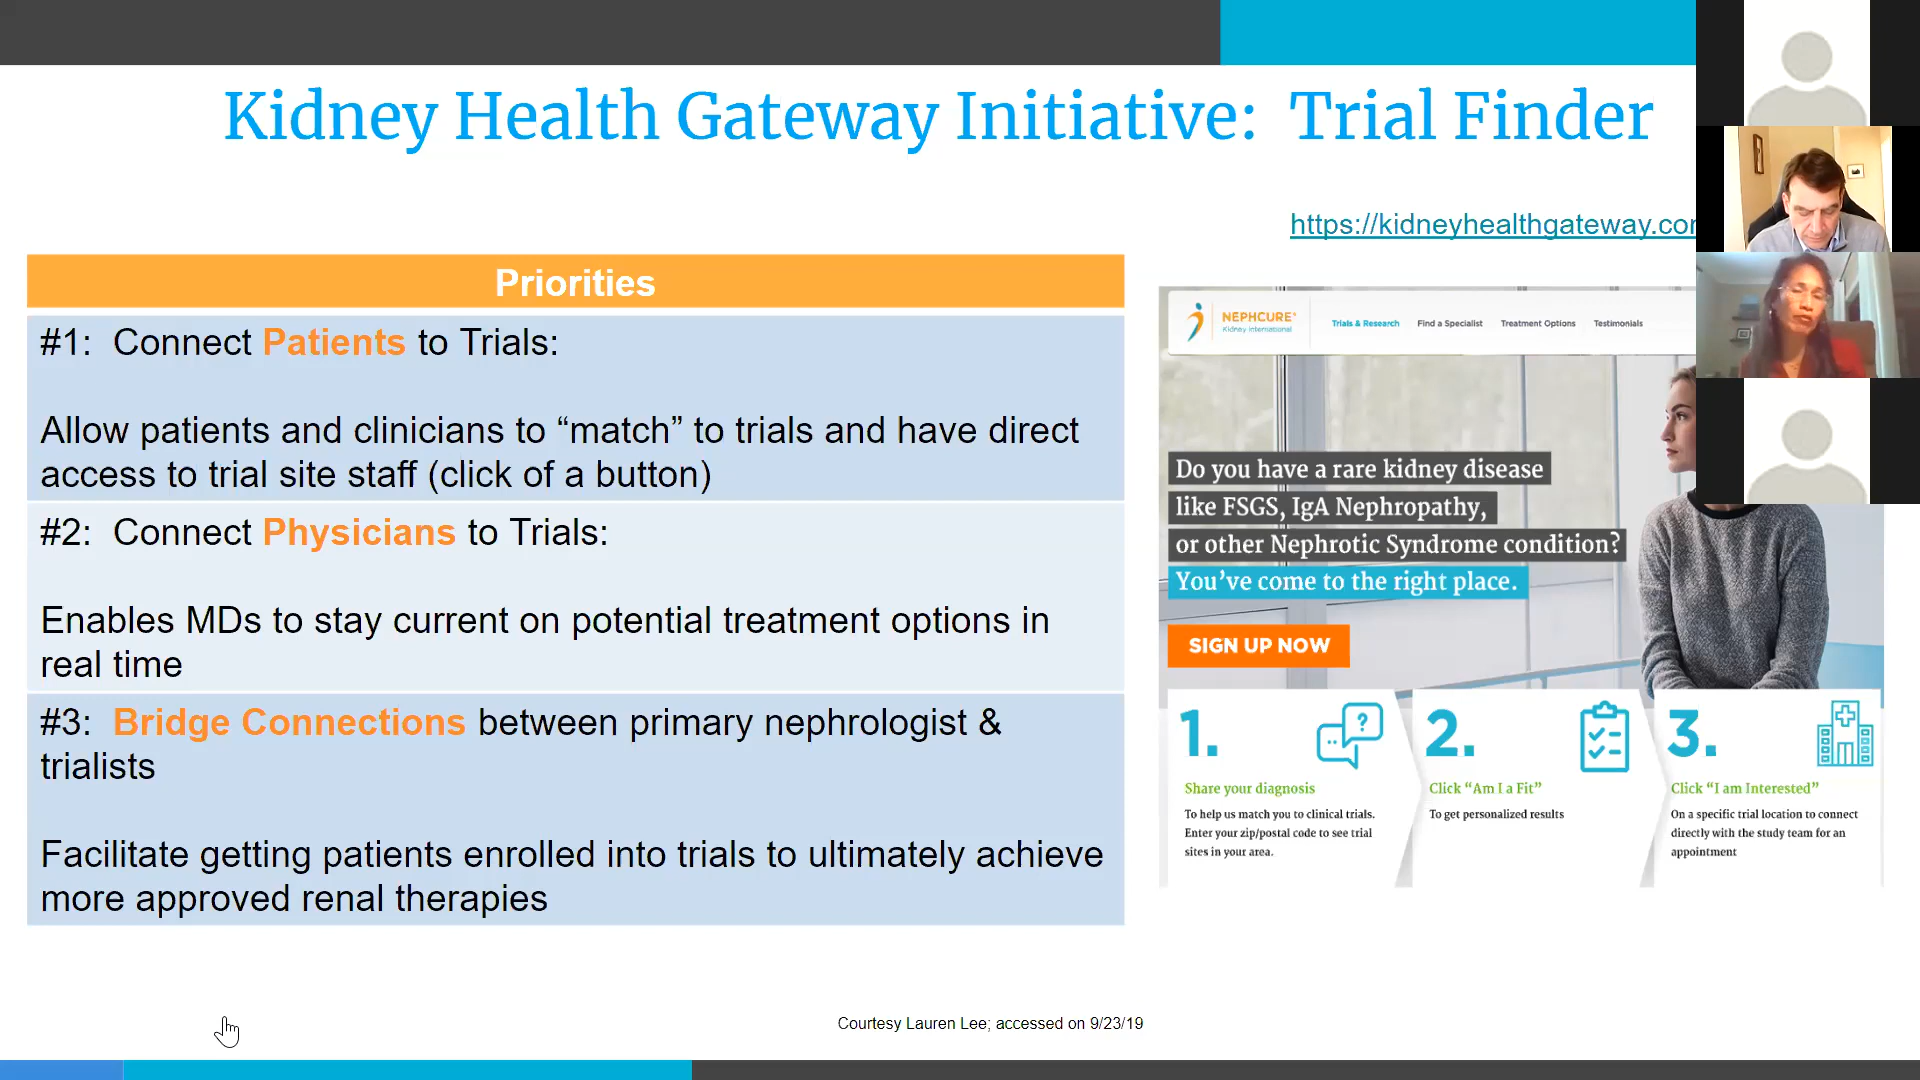 Kidney Health Gateway Initiative: Trial Finder
https://kidneyhealthgateway.co
Priorities
#1: Connect Patients to Trials:
Allow patients and clinicians to “match” to trials and have direct
access to trial site staff (click of a button)
#2: Connect Physicians to Trials:
Enables MDs to stay current on potential treatment options in
real time
#3: Bridge Connections between primary nephrologist &
trialists
Facilitate getting patients enrolled into trials to ultimately achieve
more approved renal therapies
NEPHCURE
Kidney International
Trials & Research Find a Specialist Treatment Options Testimonials
Do you have a rare kidney disease
like FSGS, IgA Nephropathy,
or other Nephrotic Syndrome condition?
You’ve come to the right place.
SIGN UP NOW
1.
Share your diagnosis
To help us match you to clinical trials.
Enter your zip/postal code to see trial
sites in your area.
2.
Click “Am I a Fit”
To get personalized results
3.
Click “I am Interested”
On a specific trial location to connect
directly with the study team for an
appointment
Courtesy Lauren Lee; accessed on 9/23/19